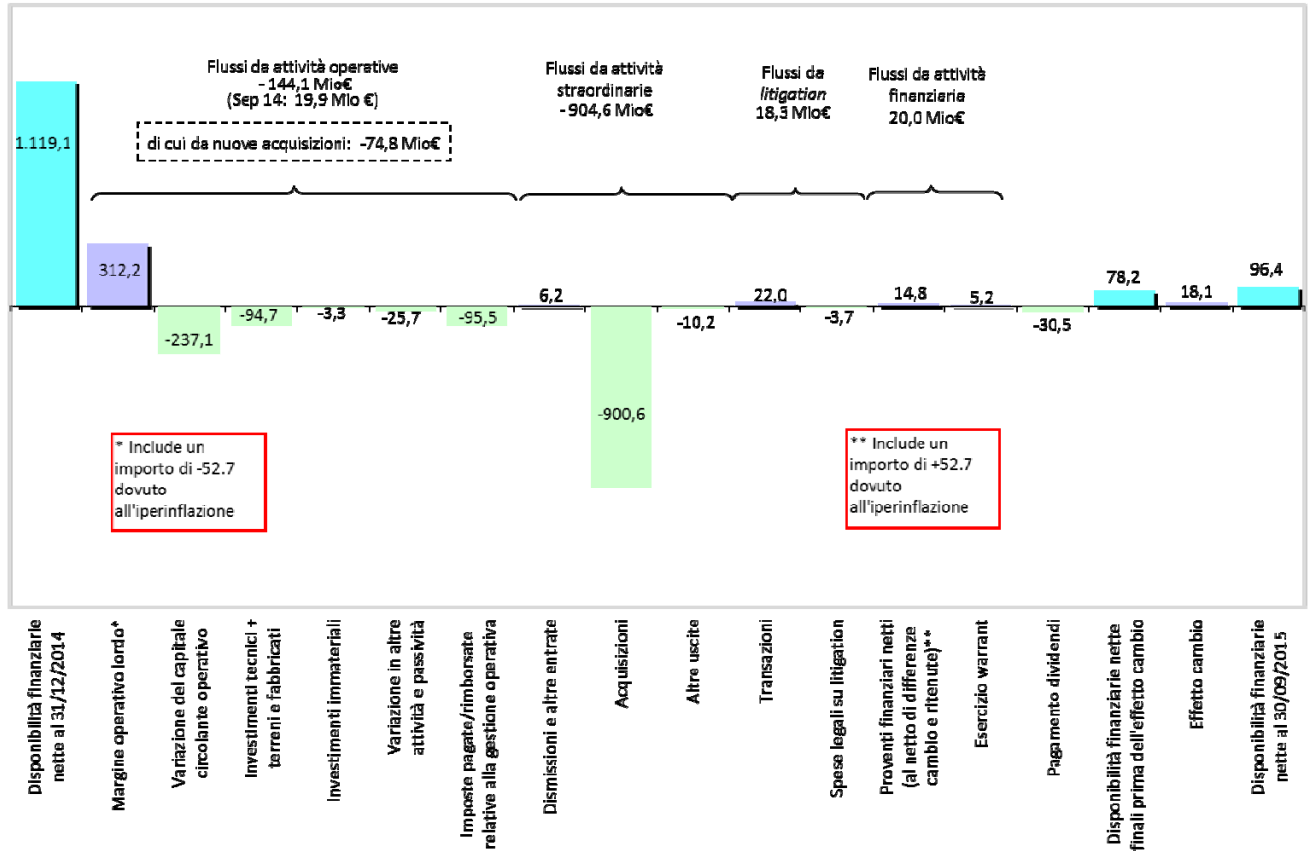 Flussi da attività operative
- 144,1 Mio€
(Sep 14: 19,9 Mio €)
di cui da nuove acquisizioni: -74,8 Mio€
Flussi da attività
straordinarie
- 904,6 Mio€
Flussi da
litigation
18,3 Mio€
Flussi da attività
finanziaria
20,0 Mio€
1.119,1
312,2
-237,1
-94,7
-3,3
-25,7
-95,5
6,2
-900,6
-10,2
22,0
-3,7
14,8
5,2
-30,5
78,2
18,1
96,4
* Include un
importo di -52.7
dovuto
all'iperinflazione
** Include un
importo di +52.7
dovuto
all'iperinflazione
Disponibilità finanziarie
nette al 31/12/2014
Margine operativo lordo*
Variazione del capitale
circolante operativo
Investimenti tecnici +
terreni e fabbricati
Investimenti immateriali
Variazione in altre
attività e passività
Imposte pagate/rimborsate
relative alla gestione operativa
Dismissioni e altre entrate
Acquisizioni
Altre uscite
Transazioni
Spese legali su litigation
Proventi finanziari netti
(al netto di differenze
cambio e ritenute)**
Esercizio warrant
Pagamento dividendi
Disponibilità finanziarie nette
finali prima dell'effetto cambio
Effetto cambio
Disponibilità finanziarie
nette al 30/09/2015